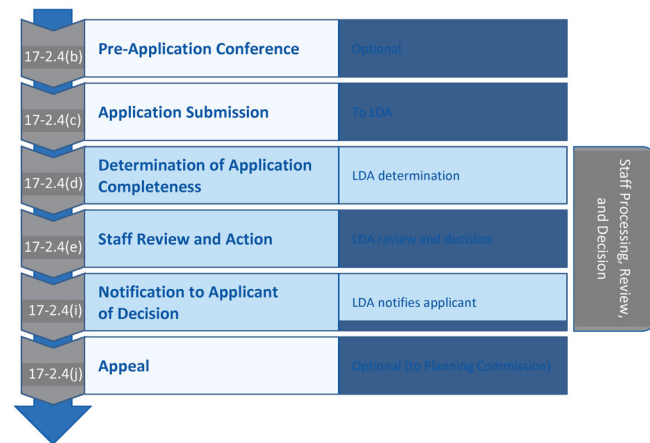 17-2.4(b)
Pre-Application Conference
Optional
17-2.4(c)
Application Submission
To LDA
17-2.4(d)
Determination of Application
Completeness
LDA determination
17-2.4(e)
Staff Review and Action
LDA review and decision
17-2.4(i)
Notification to Applicant
of Decision
LDA notifies applicant
17-2.4(j)
Appeal
Optional (to Planning Commission)
Staff Processing, Review,
and Decision